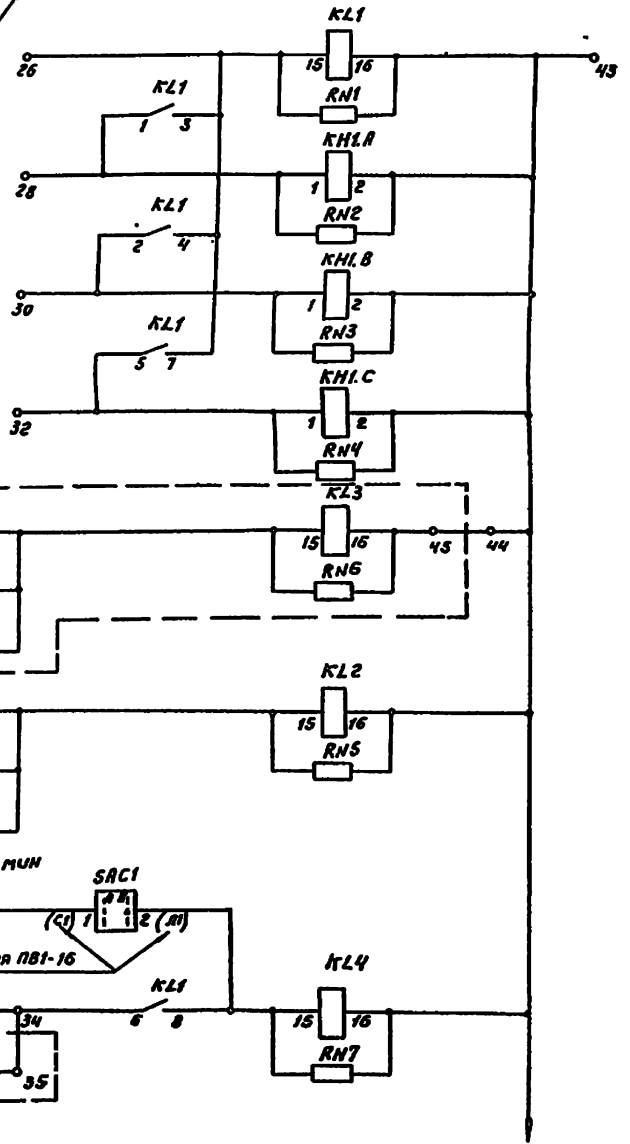 KL1
26 15 16 43
KL1 RN1
1 3
KH1.A
28 1 2
KL1 RN2
2 4
KH1.B
30 1 2
KL1 RN3
5 7
KH1.C
32 1 2
RN4
KL3
15 16 45 44
RN6
KL2
15 16
RN5
мин
SAC1
(C1) 1 2 (Л1)
я ПВ1-16
KL1 KL4
34 6 8 15 16
RN7
35